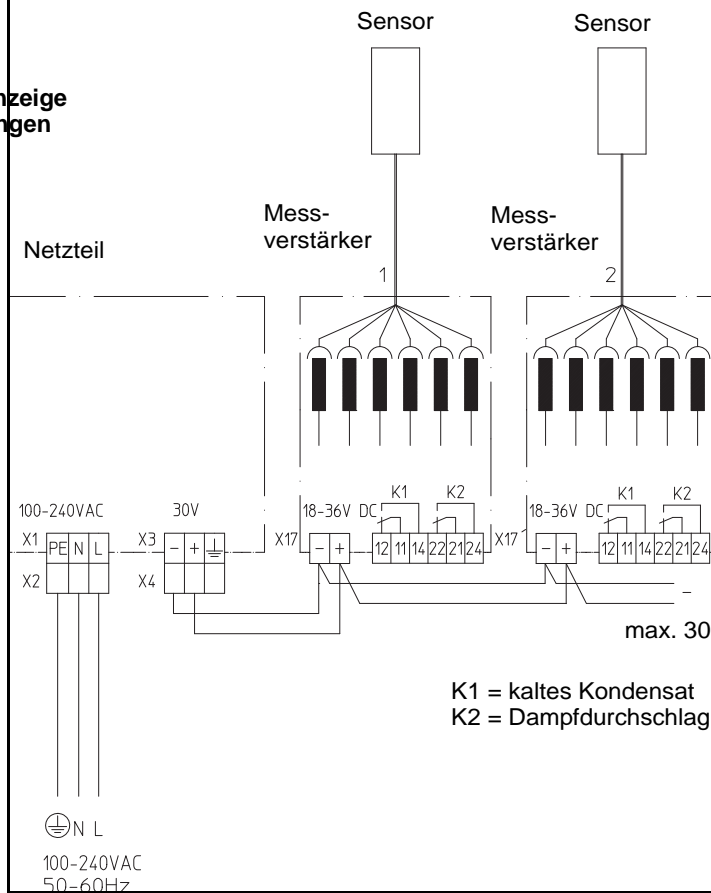 Sensor Sensor
nzeige
ngen
Mess-
verstärker
Mess-
verstärker
Netzteil
1 2
K1 K2 K1 K2
100-240VAC 30V 18-36V DC 18-36V DC
X1 PE N L X3 - + X17 - + 12 11 14 22 21 24 X17 - + 12 11 14 22 21 24
X2 X4
-
max. 30
K1 = kaltes Kondensat
K2 = Dampfdurchschlag
N L
100-240VAC
50-60Hz